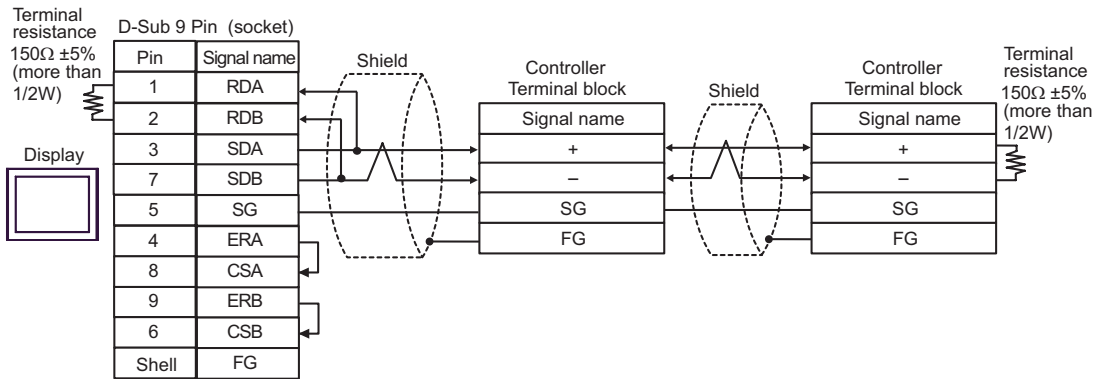 Terminal
resistance
150Ω ±5%
(more than
1/2W)
D-Sub 9 Pin (socket)
Pin Signal name
1 RDA
2 RDB
3 SDA
7 SDB
5 SG
4 ERA
8 CSA
9 ERB
6 CSB
Shell FG
Display
Shield
Controller
Terminal block
Signal name
+
–
SG
FG
Shield
Controller
Terminal block
Signal name
+
–
SG
FG
Terminal
resistance
150Ω ±5%
(more than
1/2W)